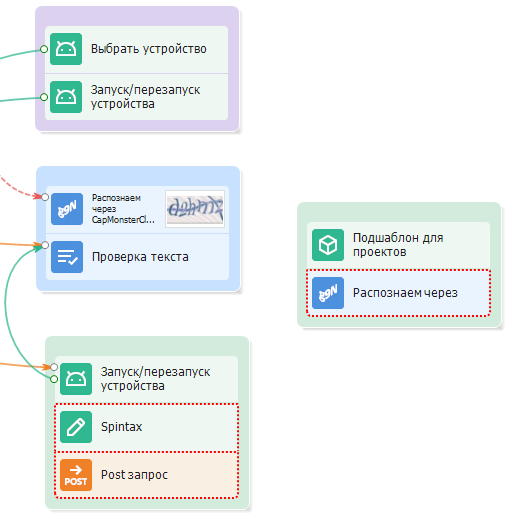 Выбрать устройство
Запуск/перезапуск
устройства
Распознаем
через
CapMonsterCl...
Проверка текста
Подшаблон для
проектов
Распознаем через
Запуск/перезапуск
устройства
Spintax
POST
Post запрос